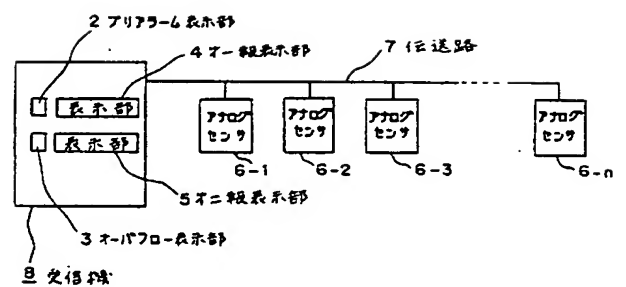 2 プリアラーム表示部
4 オ一報表示部
7 伝送路
表示部
表示部
アナログセンサ
アナログセンサ
アナログセンサ
アナログセンサ
6-1
6-2
6-3
6-n
5 オ二報表示部
3 オーバフロー表示部
8 受信機